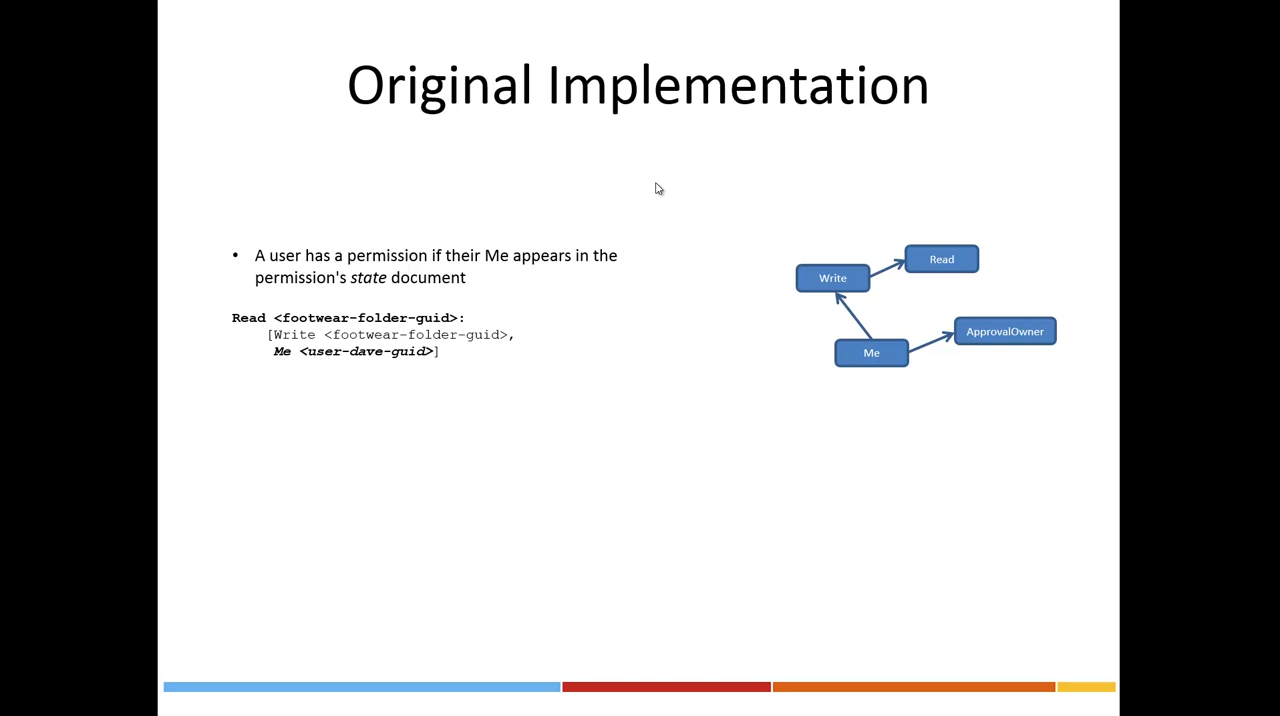 Original Implementation
• A user has a permission if their Me appears in the
permission's state document
Read <footwear-folder-guid>:
[Write <footwear-folder-guid>,
Me <user-dave-guid>]
Read
Write
ApprovalOwner
Me